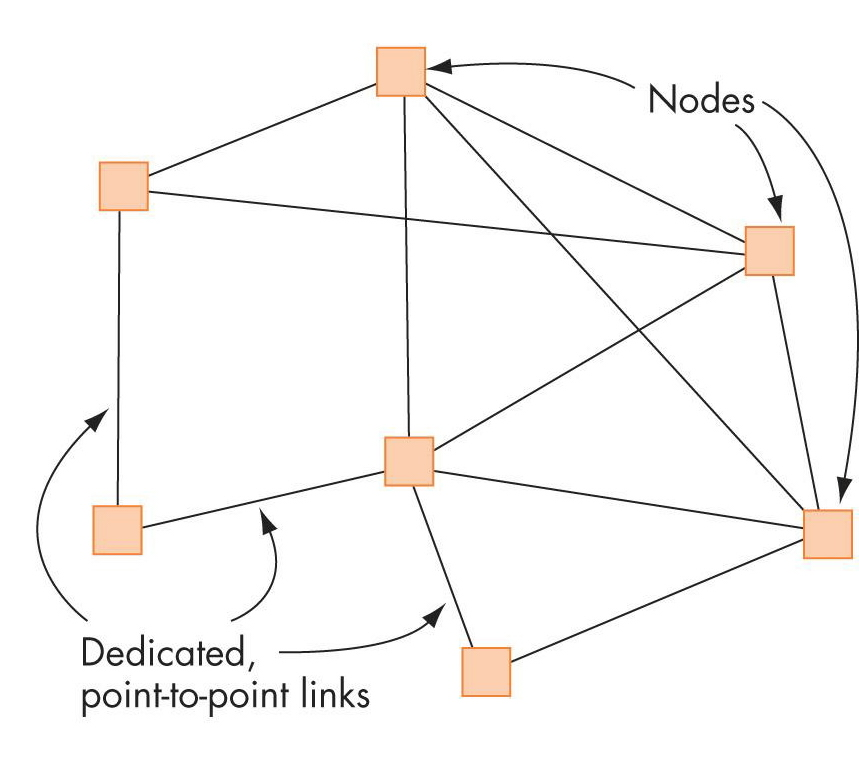 Nodes
Dedicated,
point-to-point links